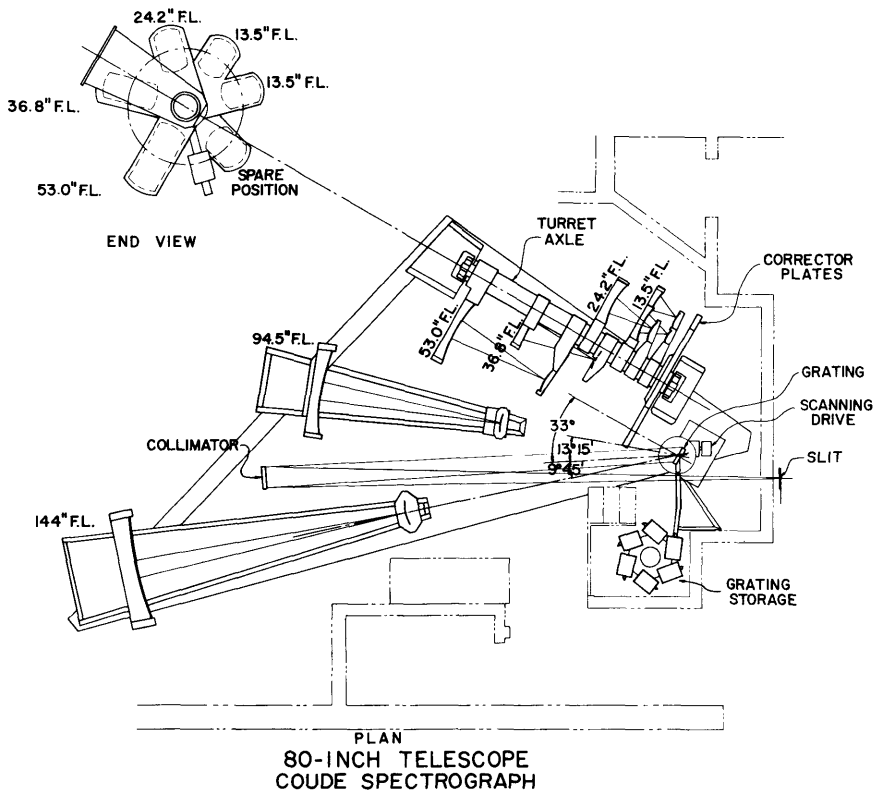 24.2" F.L.
13.5" F.L.
13.5" F.L.
36.8" F.L.
53.0" F.L.
SPARE
POSITION
END VIEW
TURRET
AXLE
24.2" F.L.
13.5" F.L.
CORRECTOR
PLATES
53.0" F.L.
36.8" F.L.
94.5" F.L.
GRATING
SCANNING
DRIVE
33°
13° 15'
9° 45'
COLLIMATOR
SLIT
144" F.L.
GRATING
STORAGE
PLAN
80-INCH TELESCOPE
COUDE SPECTROGRAPH